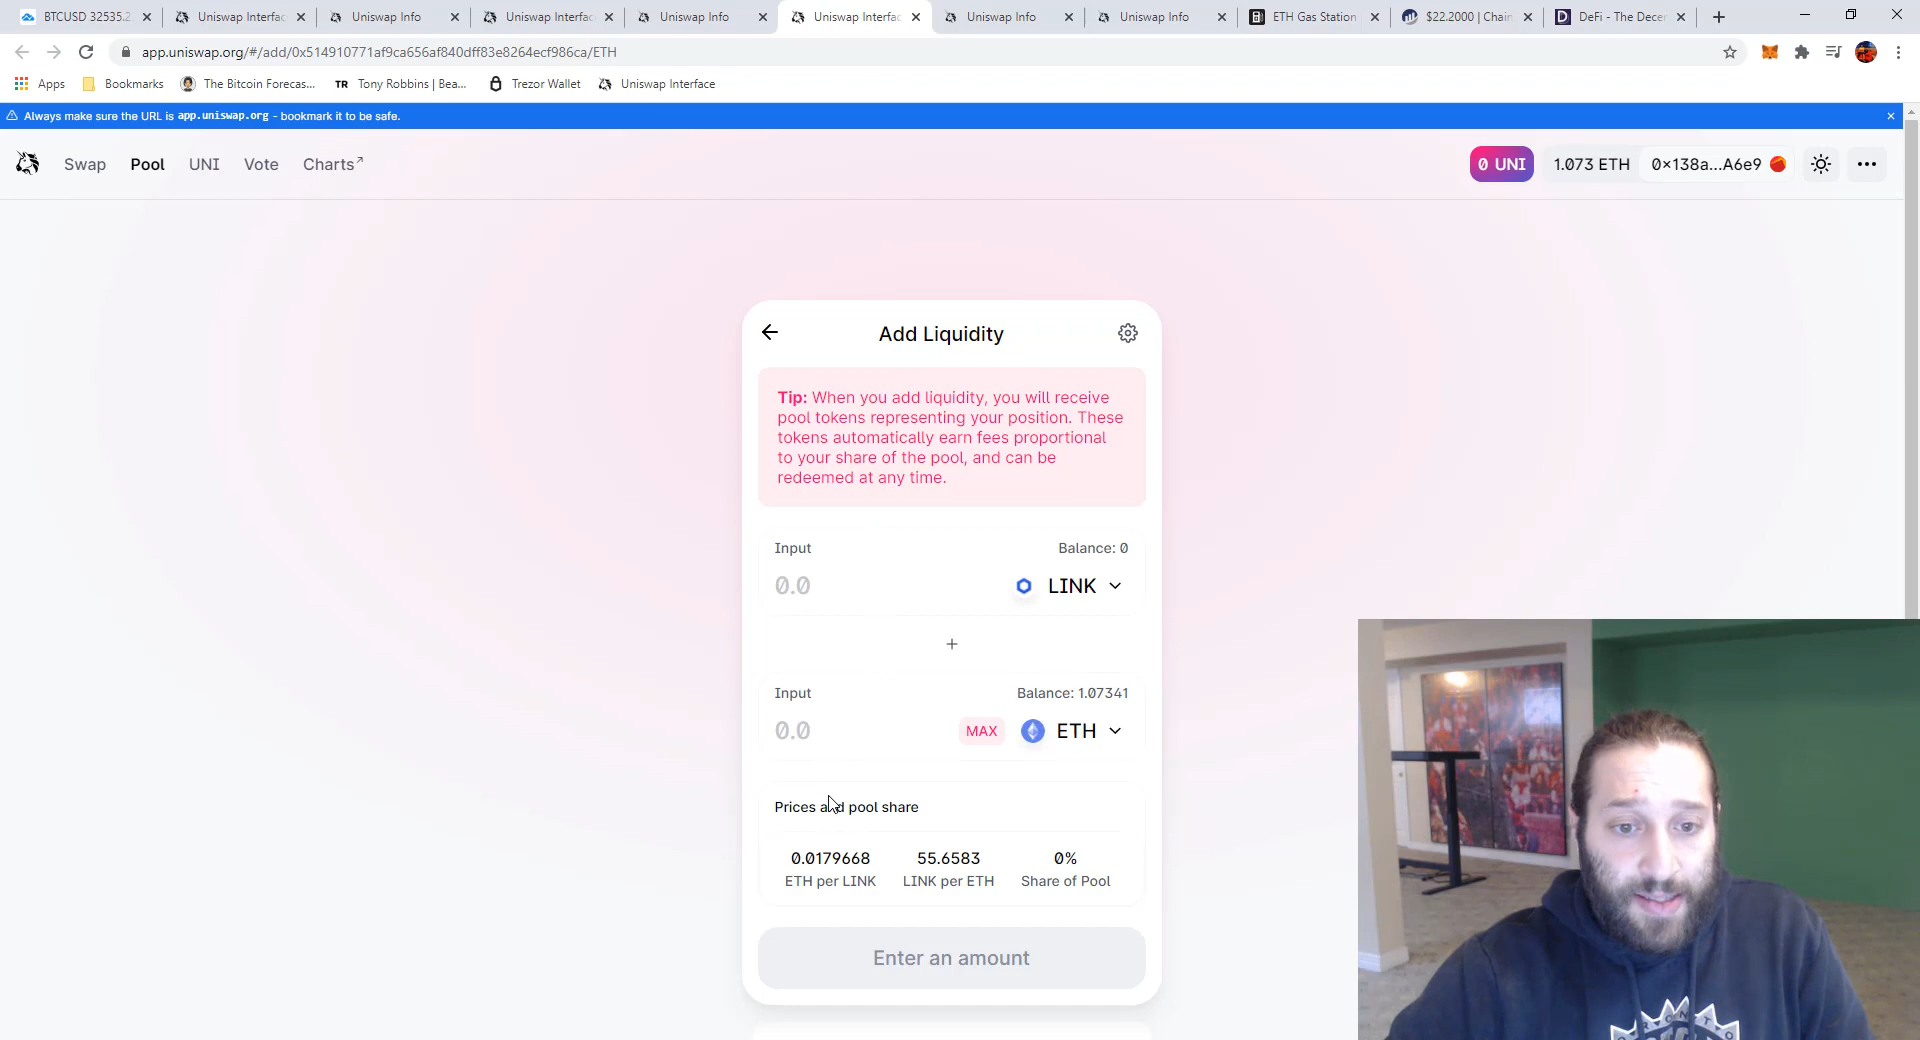 BTCUSD 32535.2
Uniswap Interfac
Uniswap Info
Uniswap Interfac
Uniswap Info
Uniswap Interfac
Uniswap Info
Uniswap Info
ETH Gas Station
$22.2000 | Chain
DeFi - The Decen
app.uniswap.org/#/add/0x514910771af9ca656af840dff83e8264ecf986ca/ETH
Apps
Bookmarks
The Bitcoin Forecas...
TR Tony Robbins | Bea...
Trezor Wallet
Uniswap Interface
Always make sure the URL is app.uniswap.org - bookmark it to be safe.
Swap
Pool
UNI
Vote
Charts↗
0 UNI
1.073 ETH
0×138a...A6e9
Add Liquidity
Tip: When you add liquidity, you will receive
pool tokens representing your position. These
tokens automatically earn fees proportional
to your share of the pool, and can be
redeemed at any time.
Input
Balance: 0
0.0
LINK
+
Input
Balance: 1.07341
0.0
MAX
ETH
Prices and pool share
0.0179668
55.6583
0%
ETH per LINK
LINK per ETH
Share of Pool
Enter an amount